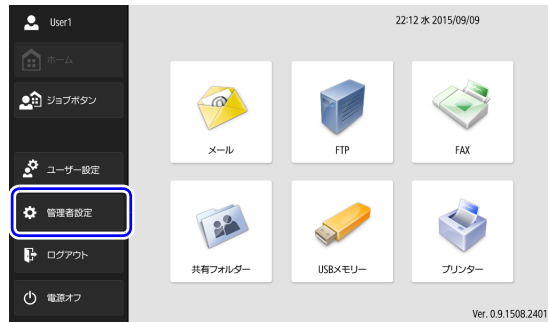 User1
22:12 水 2015/09/09
ホーム
ジョブボタン
ユーザー設定
管理者設定
ログアウト
電源オフ
メール
FTP
FAX
共有フォルダー
USBメモリー
プリンター
Ver. 0.9.1508.2401